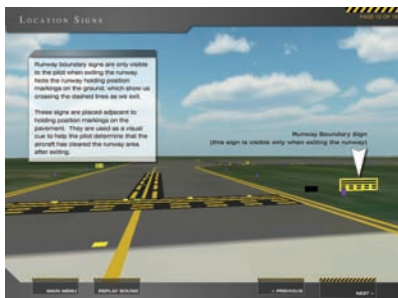 LOCATION SIGNS
PAGE 10 OF 18
Runway boundary signs are only visible
to the pilot when exiting the runway.
Note the runway holding position
markings on the ground, which show us
crossing the dashed lines as we exit.
These signs are placed adjacent to
holding position markings on the
pavement. They are used as a visual
cue to help the pilot determine that the
aircraft has cleared the runway area
after exiting.
Runway Boundary Sign
(this sign is visible only when exiting the runway)
MAIN MENU
REPLAY SOUND
< PREVIOUS
NEXT >